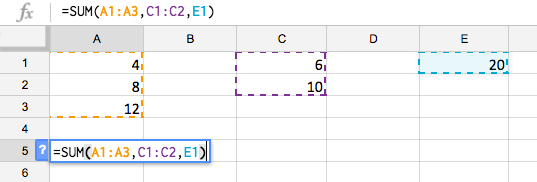 fx =SUM(A1:A3,C1:C2,E1)
A B C D E
1 4 6 20
2 8 10
3 12
4
5 ? =SUM(A1:A3,C1:C2,E1)
6